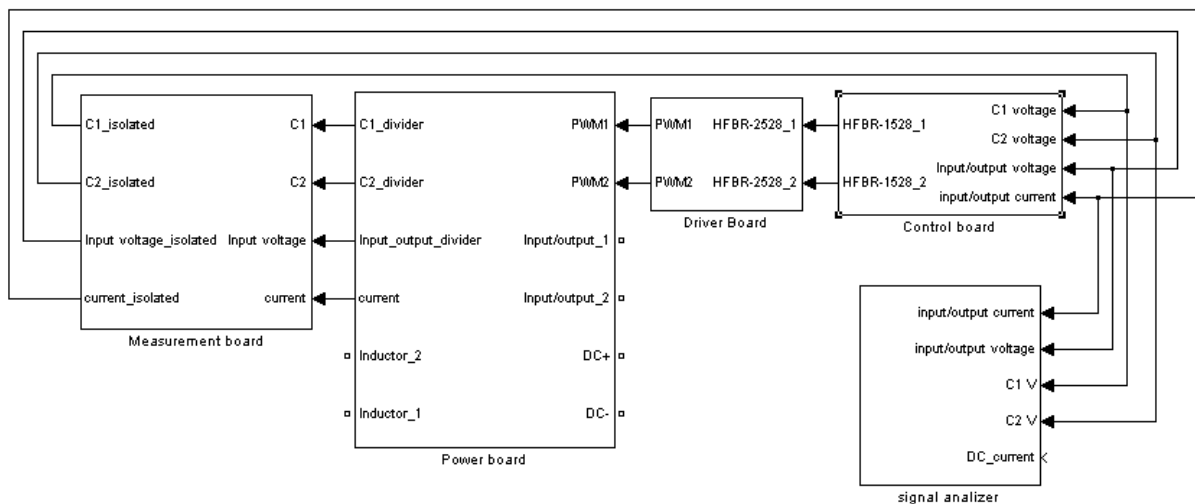 C1_isolated
C1
C2_isolated
C2
Input voltage_isolated
Input voltage
current_isolated
current
Measurement board
C1_divider
PWM1
C2_divider
PWM2
Input_output_divider
Input/output_1
current
Input/output_2
Inductor_2
DC+
Inductor_1
DC-
Power board
PWM1
HFBR-2528_1
PWM2
HFBR-2528_2
Driver Board
HFBR-1528_1
HFBR-1528_2
C1 voltage
C2 voltage
Input/output voltage
input/output current
Control board
input/output current
input/output voltage
C1 V
C2 V
DC_current
signal analizer